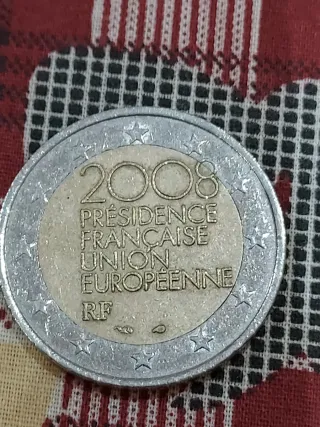 2008
PRÉSIDENCE
FRANÇAISE
UNION
EUROPÉENNE
RF